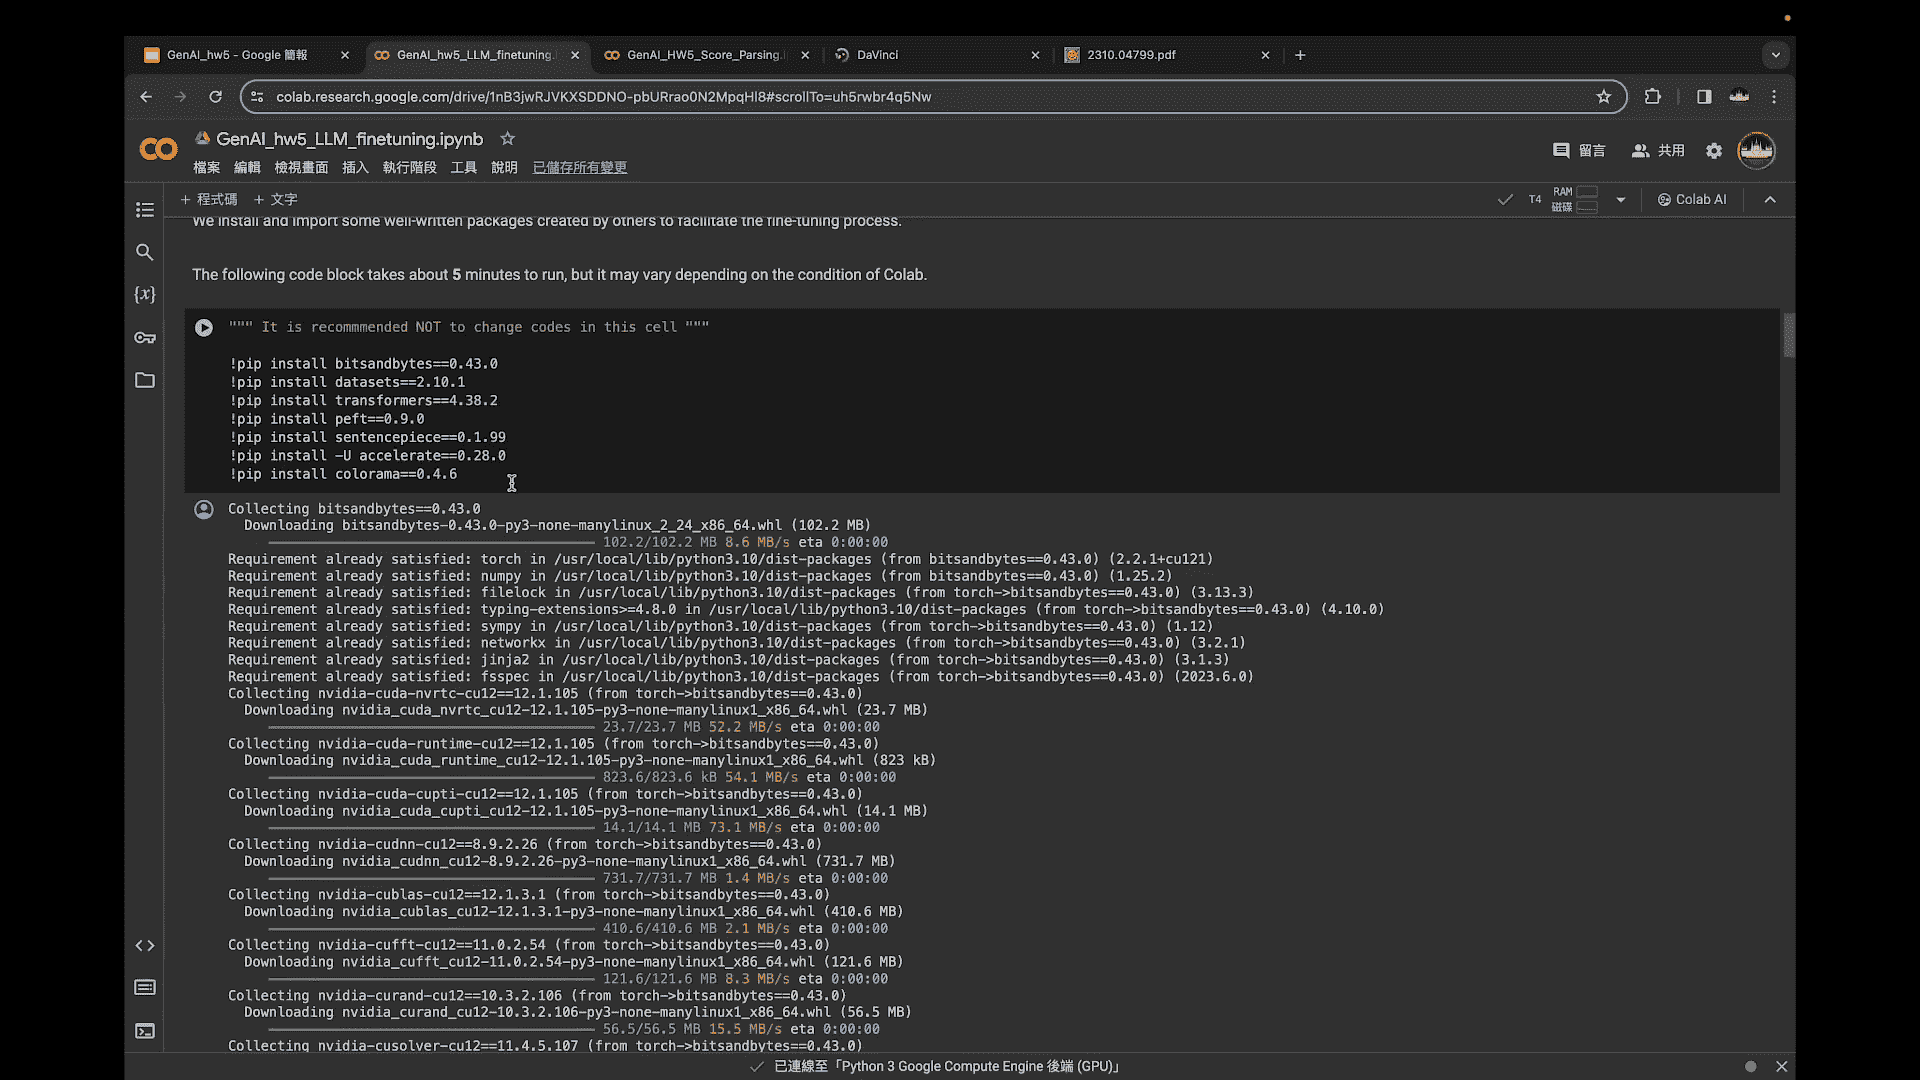 GenAI_hw5 - Google 簡報
GenAI_hw5_LLM_finetuning.
GenAI_HW5_Score_Parsing.i
DaVinci
2310.04799.pdf
colab.research.google.com/drive/1nB3jwRJVKXSDDNO-pbURrao0N2MpqHl8#scrollTo=uh5rwbr4q5Nw
GenAI_hw5_LLM_finetuning.ipynb
檔案 編輯 檢視畫面 插入 執行階段 工具 說明 已儲存所有變更
留言 共用
+ 程式碼 + 文字
T4 RAM 磁碟 Colab AI
We install and import some well-written packages created by others to facilitate the fine-tuning process.
The following code block takes about 5 minutes to run, but it may vary depending on the condition of Colab.
""" It is recommmended NOT to change codes in this cell """
!pip install bitsandbytes==0.43.0
!pip install datasets==2.10.1
!pip install transformers==4.38.2
!pip install peft==0.9.0
!pip install sentencepiece==0.1.99
!pip install -U accelerate==0.28.0
!pip install colorama==0.4.6
Collecting bitsandbytes==0.43.0
Downloading bitsandbytes-0.43.0-py3-none-manylinux_2_24_x86_64.whl (102.2 MB)
102.2/102.2 MB 8.6 MB/s eta 0:00:00
Requirement already satisfied: torch in /usr/local/lib/python3.10/dist-packages (from bitsandbytes==0.43.0) (2.2.1+cu121)
Requirement already satisfied: numpy in /usr/local/lib/python3.10/dist-packages (from bitsandbytes==0.43.0) (1.25.2)
Requirement already satisfied: filelock in /usr/local/lib/python3.10/dist-packages (from torch->bitsandbytes==0.43.0) (3.13.3)
Requirement already satisfied: typing-extensions>=4.8.0 in /usr/local/lib/python3.10/dist-packages (from torch->bitsandbytes==0.43.0) (4.10.0)
Requirement already satisfied: sympy in /usr/local/lib/python3.10/dist-packages (from torch->bitsandbytes==0.43.0) (1.12)
Requirement already satisfied: networkx in /usr/local/lib/python3.10/dist-packages (from torch->bitsandbytes==0.43.0) (3.2.1)
Requirement already satisfied: jinja2 in /usr/local/lib/python3.10/dist-packages (from torch->bitsandbytes==0.43.0) (3.1.3)
Requirement already satisfied: fsspec in /usr/local/lib/python3.10/dist-packages (from torch->bitsandbytes==0.43.0) (2023.6.0)
Collecting nvidia-cuda-nvrtc-cu12==12.1.105 (from torch->bitsandbytes==0.43.0)
Downloading nvidia_cuda_nvrtc_cu12-12.1.105-py3-none-manylinux1_x86_64.whl (23.7 MB)
23.7/23.7 MB 52.2 MB/s eta 0:00:00
Collecting nvidia-cuda-runtime-cu12==12.1.105 (from torch->bitsandbytes==0.43.0)
Downloading nvidia_cuda_runtime_cu12-12.1.105-py3-none-manylinux1_x86_64.whl (823 kB)
823.6/823.6 kB 54.1 MB/s eta 0:00:00
Collecting nvidia-cuda-cupti-cu12==12.1.105 (from torch->bitsandbytes==0.43.0)
Downloading nvidia_cuda_cupti_cu12-12.1.105-py3-none-manylinux1_x86_64.whl (14.1 MB)
14.1/14.1 MB 73.1 MB/s eta 0:00:00
Collecting nvidia-cudnn-cu12==8.9.2.26 (from torch->bitsandbytes==0.43.0)
Downloading nvidia_cudnn_cu12-8.9.2.26-py3-none-manylinux1_x86_64.whl (731.7 MB)
731.7/731.7 MB 1.4 MB/s eta 0:00:00
Collecting nvidia-cublas-cu12==12.1.3.1 (from torch->bitsandbytes==0.43.0)
Downloading nvidia_cublas_cu12-12.1.3.1-py3-none-manylinux1_x86_64.whl (410.6 MB)
410.6/410.6 MB 2.1 MB/s eta 0:00:00
Collecting nvidia-cufft-cu12==11.0.2.54 (from torch->bitsandbytes==0.43.0)
Downloading nvidia_cufft_cu12-11.0.2.54-py3-none-manylinux1_x86_64.whl (121.6 MB)
121.6/121.6 MB 8.3 MB/s eta 0:00:00
Collecting nvidia-curand-cu12==10.3.2.106 (from torch->bitsandbytes==0.43.0)
Downloading nvidia_curand_cu12-10.3.2.106-py3-none-manylinux1_x86_64.whl (56.5 MB)
56.5/56.5 MB 15.5 MB/s eta 0:00:00
Collecting nvidia-cusolver-cu12==11.4.5.107 (from torch->bitsandbytes==0.43.0)
已連線至「Python 3 Google Compute Engine 後端 (GPU)」